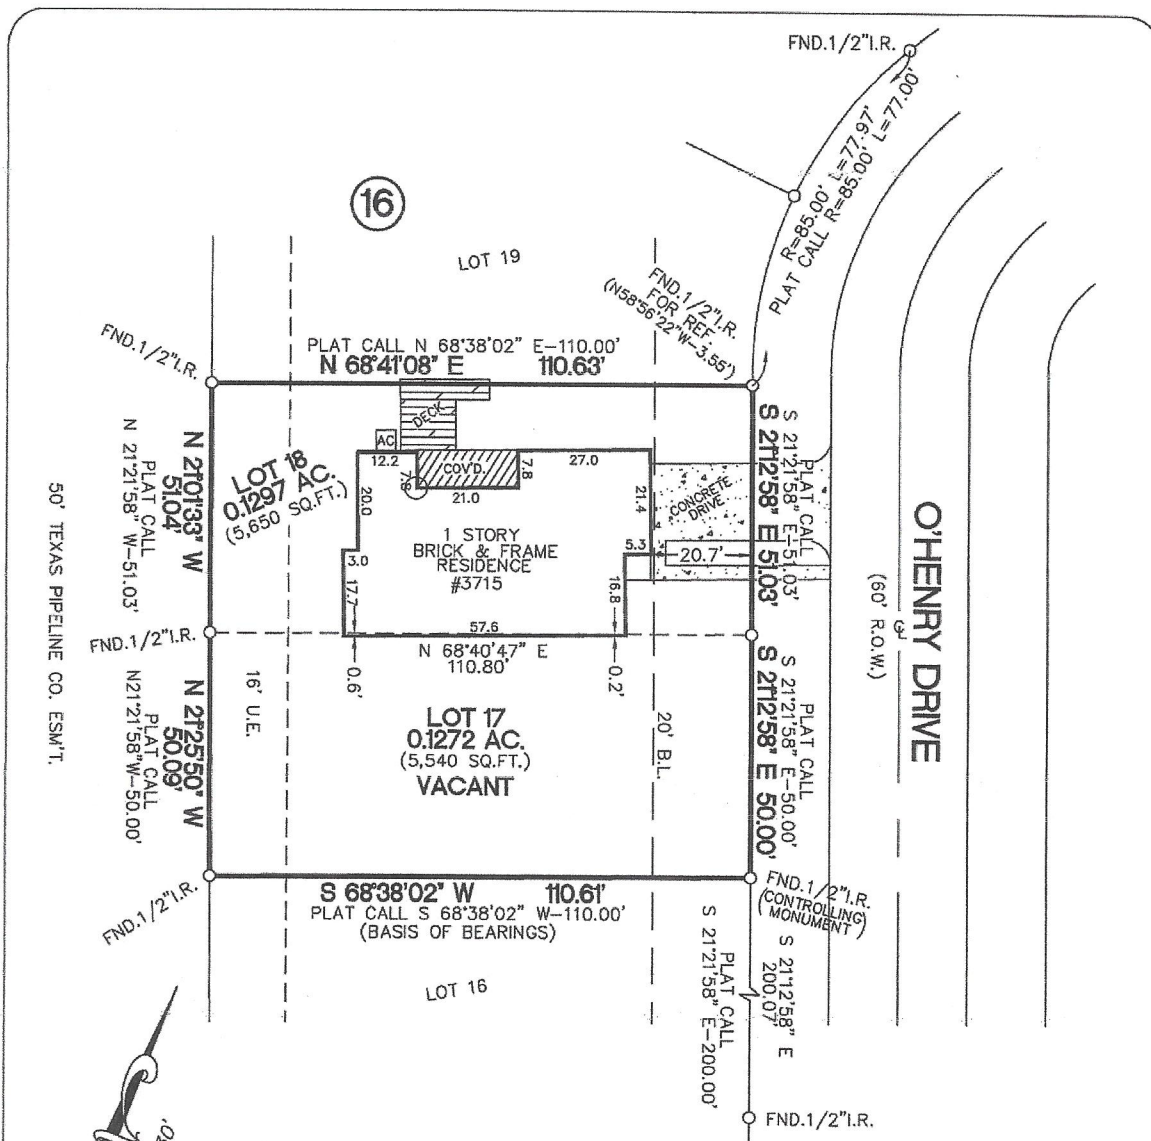 FND.1/2"I.R.
R=85.00' L=77.97'
PLAT CALL R=85.00' L=77.00'
16
LOT 19
FND.1/2"I.R.
FOR REF.
(N58°56'22"W-3.55')
FND.1/2"I.R.
PLAT CALL N 68°38'02" E-110.00'
N 68°41'08" E 110.63'
DECK
AC
COV'D.
12.2
7.8
21.0
7.8
27.0
20.0
21.4
CONCRETE
DRIVE
LOT 18
0.1297 AC.
(5,650 SQ.FT.)
1 STORY
BRICK & FRAME
RESIDENCE
#3715
3.0
5.3
20.7'
17.7
16.8
57.6
N 21°01'33" W
51.04'
PLAT CALL
N 21°21'58" W-51.03'
S 21°12'58" E 51.03'
PLAT CALL
S 21°21'58" E-51.03'
50' TEXAS PIPELINE CO. ESM'T.
O'HENRY DRIVE
(60' R.O.W.)
FND.1/2"I.R.
N 68°40'47" E
110.80'
0.6'
0.2'
16' U.E.
20' B.L.
LOT 17
0.1272 AC.
(5,540 SQ.FT.)
VACANT
N 21°25'50" W
50.09'
PLAT CALL
N21°21'58"W-50.00'
S 21°12'58" E 50.00'
PLAT CALL
S 21°21'58" E-50.00'
FND.1/2"I.R.
S 68°38'02" W 110.61'
PLAT CALL S 68°38'02" W-110.00'
(BASIS OF BEARINGS)
FND.1/2"I.R.
(CONTROLLING
MONUMENT)
LOT 16
S 21°12'58" E
200.07'
PLAT CALL
S 21°21'58" E-200.00'
FND.1/2"I.R.